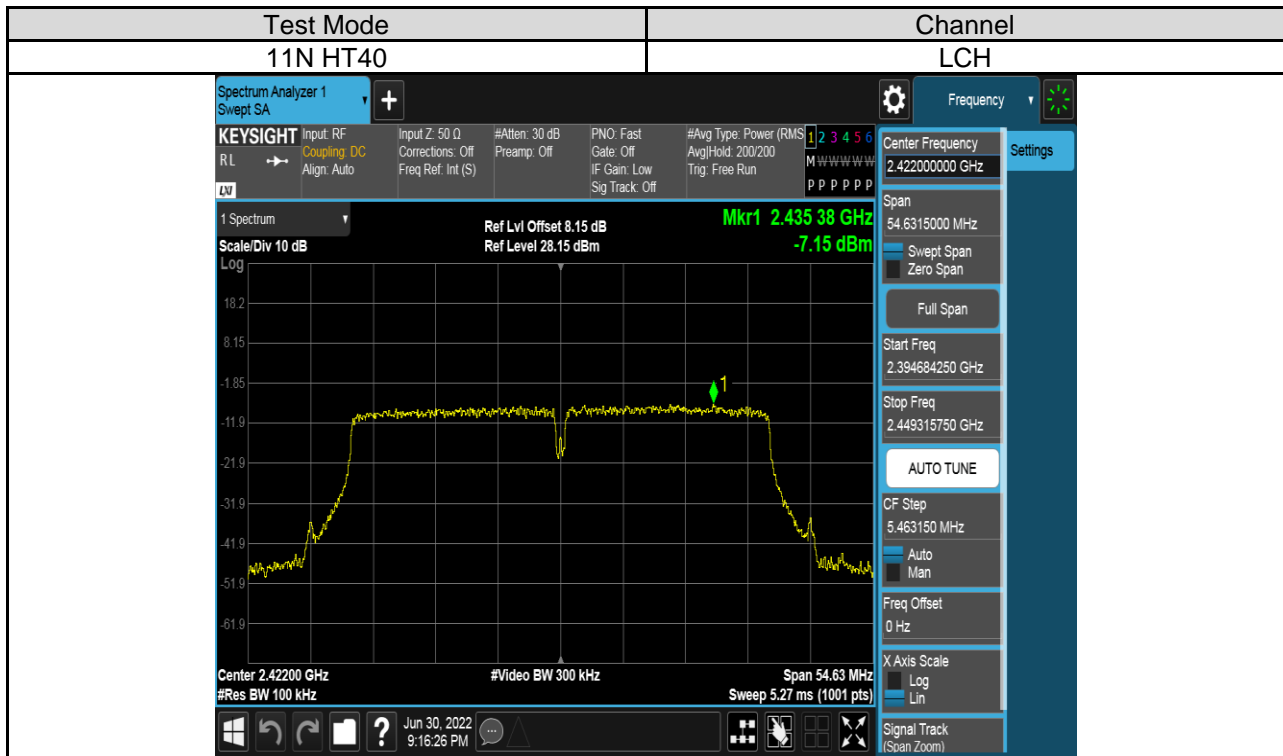 Test Mode Channel
11N HT40 LCH
Spectrum Analyzer 1
Swept SA
+
Frequency
KEYSIGHT Input: RF Input Z: 50 Ω #Atten: 30 dB PNO: Fast #Avg Type: Power (RMS 1 2 3 4 5 6
RL Coupling: DC Corrections: Off Preamp: Off Gate: Off Avg|Hold: 200/200 M W W W W W
Align: Auto Freq Ref: Int (S) IF Gain: Low Trig: Free Run
LXI Sig Track: Off P P P P P P
1 Spectrum Ref Lvl Offset 8.15 dB Mkr1 2.435 38 GHz
Scale/Div 10 dB Ref Level 28.15 dBm -7.15 dBm
Log
18.2
8.15
-1.85
1
-11.9
-21.9
-31.9
-41.9
-51.9
-61.9
Center 2.42200 GHz #Video BW 300 kHz Span 54.63 MHz
#Res BW 100 kHz Sweep 5.27 ms (1001 pts)
? Jun 30, 2022
9:16:26 PM
Center Frequency Settings
2.422000000 GHz
Span
54.6315000 MHz
Swept Span
Zero Span
Full Span
Start Freq
2.394684250 GHz
Stop Freq
2.449315750 GHz
AUTO TUNE
CF Step
5.463150 MHz
Auto
Man
Freq Offset
0 Hz
X Axis Scale
Log
Lin
Signal Track
(Span Zoom)